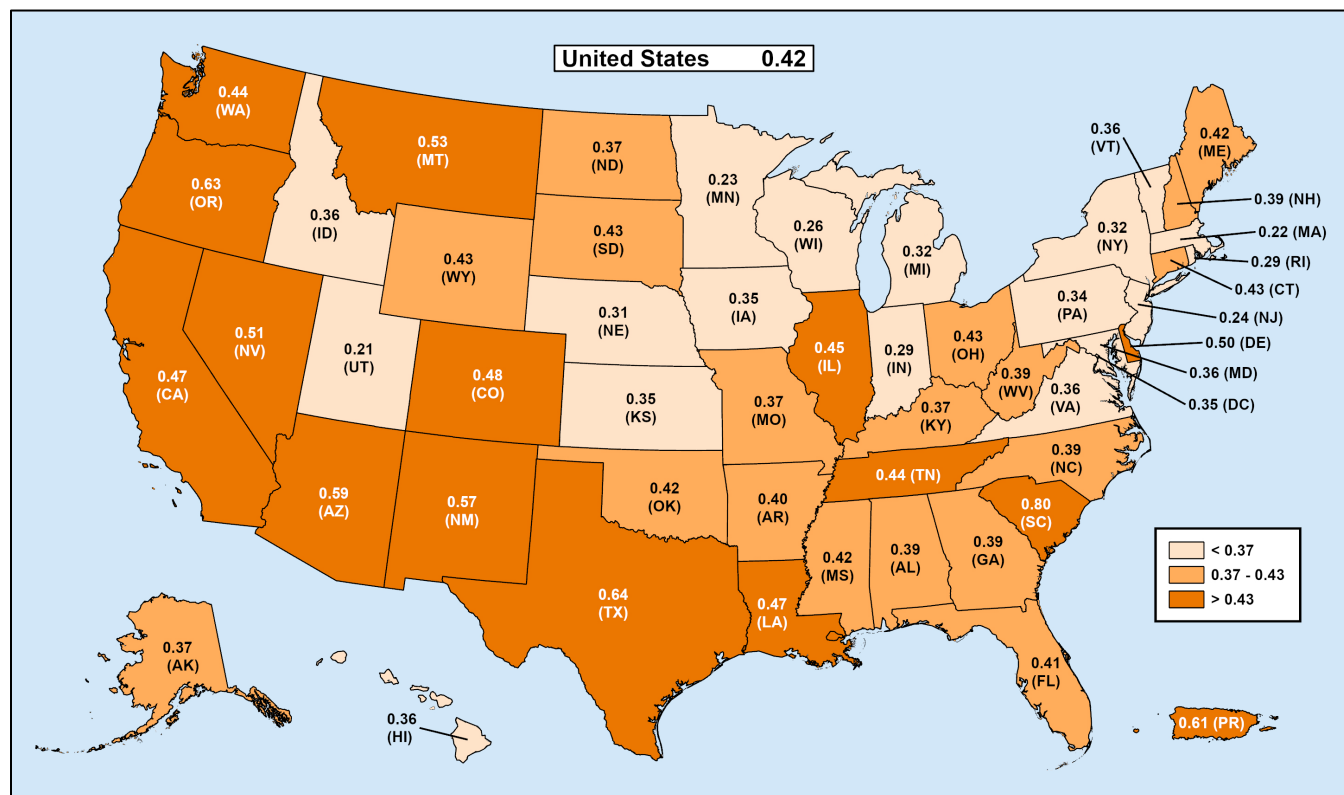 United States 0.42
0.44
(WA)
0.53
(MT)
0.37
(ND)
0.23
(MN)
0.36
(VT)
0.42
(ME)
0.63
(OR)
0.36
(ID)
0.43
(WY)
0.43
(SD)
0.26
(WI)
0.32
(MI)
0.32
(NY)
0.39 (NH)
0.22 (MA)
0.29 (RI)
0.43 (CT)
0.24 (NJ)
0.50 (DE)
0.36 (MD)
0.35 (DC)
0.51
(NV)
0.21
(UT)
0.31
(NE)
0.35
(IA)
0.34
(PA)
0.47
(CA)
0.48
(CO)
0.35
(KS)
0.37
(MO)
0.45
(IL)
0.29
(IN)
0.43
(OH)
0.39
(WV)
0.36
(VA)
0.37
(KY)
0.39
(NC)
0.59
(AZ)
0.57
(NM)
0.42
(OK)
0.40
(AR)
0.44 (TN)
0.80
(SC)
0.64
(TX)
0.47
(LA)
0.42
(MS)
0.39
(AL)
0.39
(GA)
0.41
(FL)
0.37
(AK)
0.36
(HI)
0.61 (PR)
< 0.37
0.37 - 0.43
> 0.43